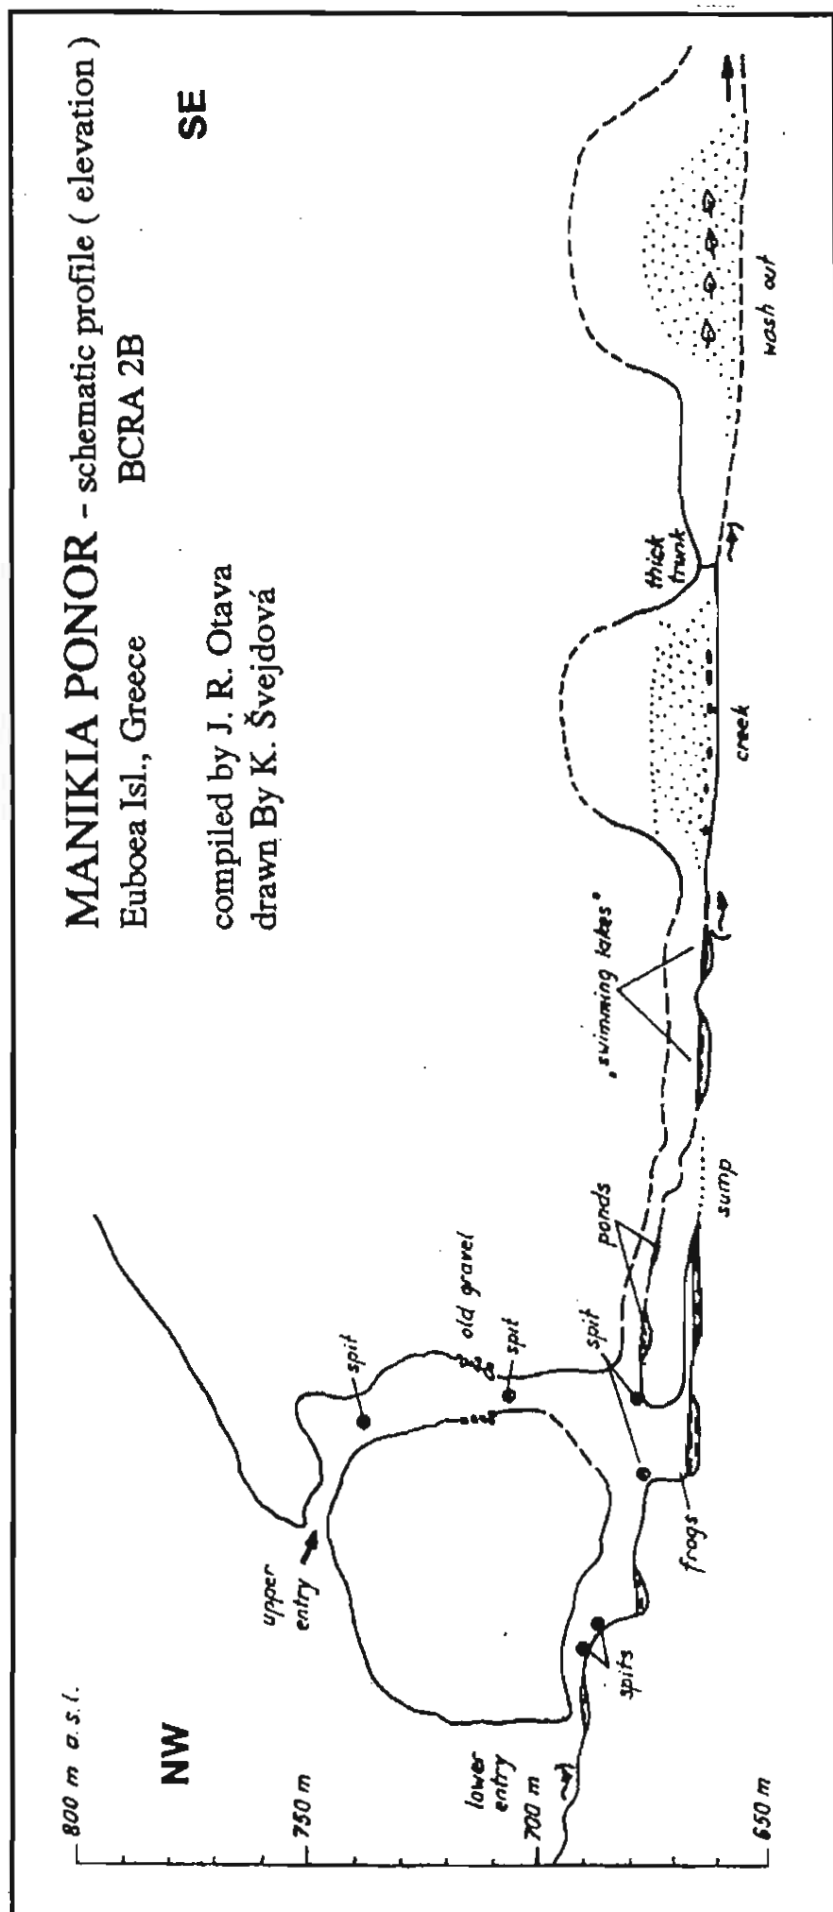 MANIKIA PONOR - schematic profile ( elevation )
Euboea Isl., Greece BCRA 2B
compiled by J. R. Otava
drawn By K. Švejdová
NW
SE
800 m a.s.l.
750 m
700 m
650 m
upper
entry
lower
entry
spit
old gravel
spit
spit
ponds
spits
frogs
sump
„swimming lakes"
creek
thick
trunk
wash out